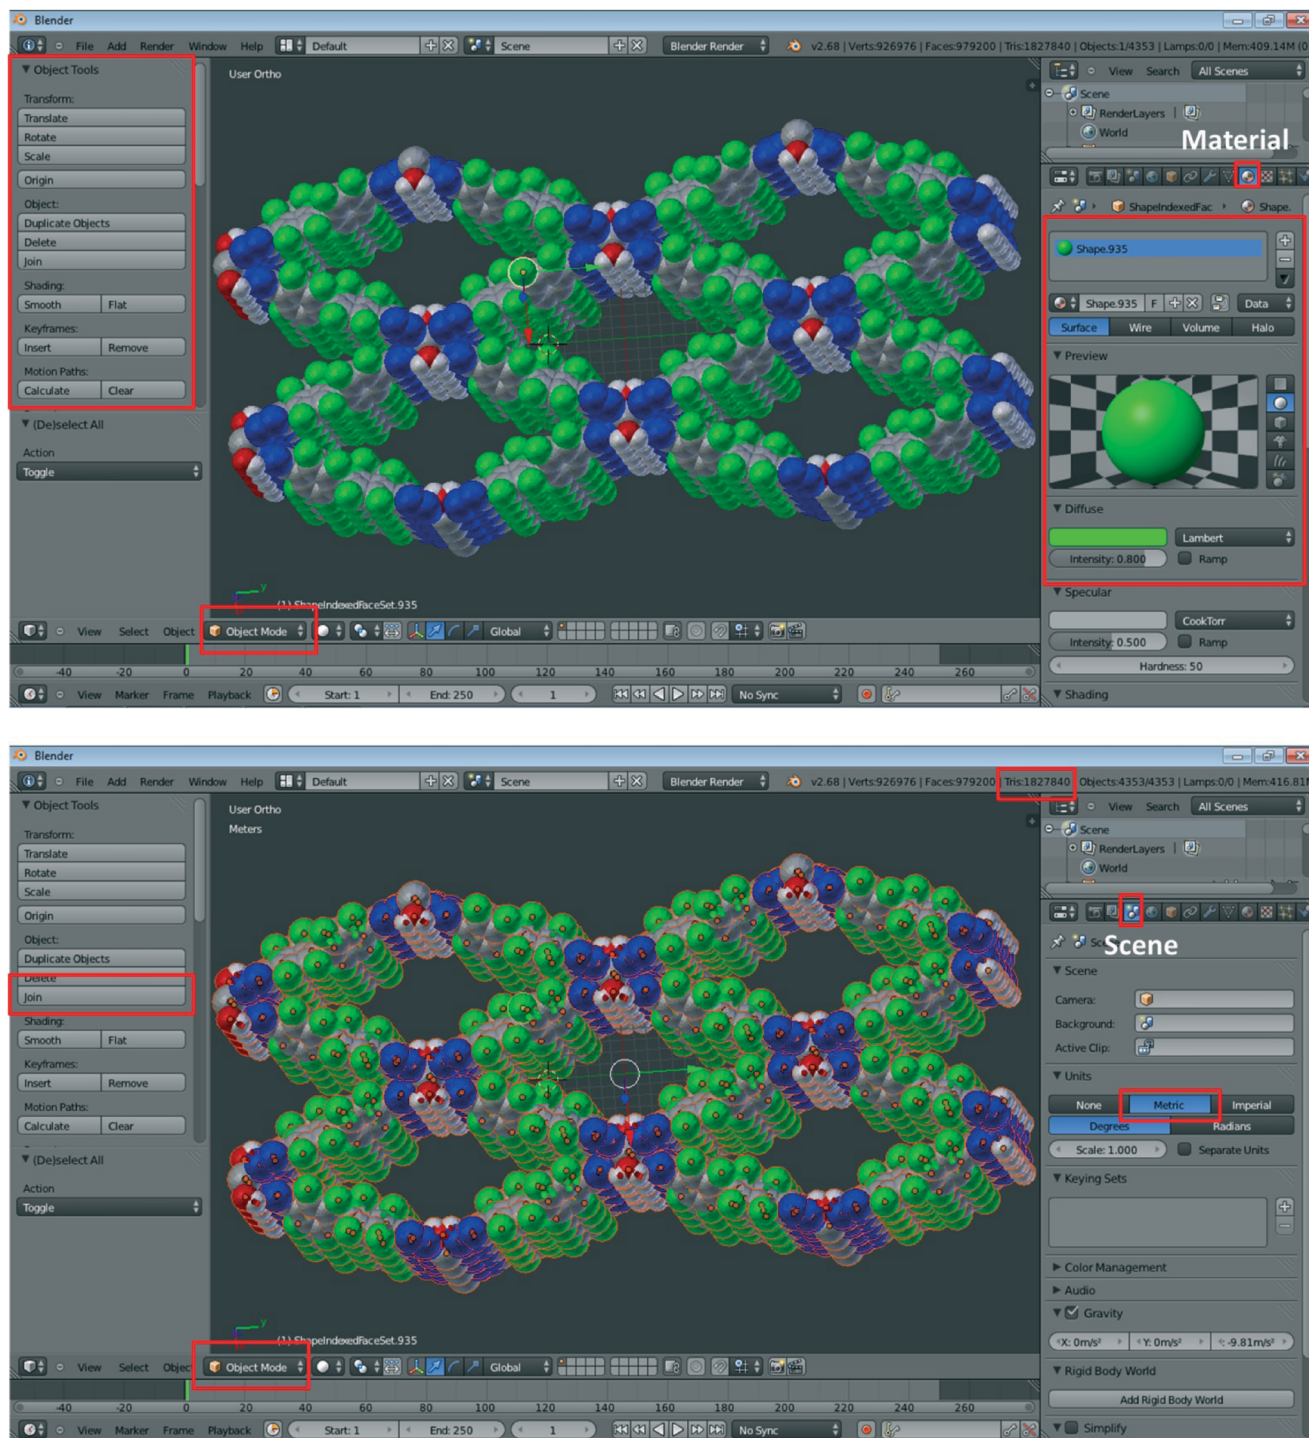 Blender
File Add Render Window Help Default Scene Blender Render v2.68 | Verts:926976 | Faces:979200 | Tris:1827840 | Objects:1/4353 | Lamps:0/0 | Mem:409.14M (0
Object Tools
Transform:
Translate
Rotate
Scale
Origin
Object:
Duplicate Objects
Delete
Join
Shading:
Smooth Flat
Keyframes:
Insert Remove
Motion Paths:
Calculate Clear
(De)select All
Action
Toggle
User Ortho
y
(1) ShapeIndexedFaceSet.935
View Select Object Object Mode Global
-40 -20 0 20 40 60 80 100 120 140 160 180 200 220 240 260
View Marker Frame Playback Start: 1 End: 250 1 No Sync
View Search All Scenes
Scene
RenderLayers |
World
Material
ShapeIndexedFac Shape.
Shape.935
Shape.935 F Data
Surface Wire Volume Halo
Preview
Diffuse
Lambert
Intensity: 0.800 Ramp
Specular
CookTorr
Intensity: 0.500 Ramp
Hardness: 50
Shading
Blender
File Add Render Window Help Default Scene Blender Render v2.68 | Verts:926976 | Faces:979200 | Tris:1827840 | Objects:4353/4353 | Lamps:0/0 | Mem:416.81M
Object Tools
Transform:
Translate
Rotate
Scale
Origin
Object:
Duplicate Objects
Delete
Join
Shading:
Smooth Flat
Keyframes:
Insert Remove
Motion Paths:
Calculate Clear
(De)select All
Action
Toggle
User Ortho
Meters
y
(1) ShapeIndexedFaceSet.935
View Select Object Mode Global
-40 -20 0 20 40 60 80 100 120 140 160 180 200 220 240 260
View Marker Frame Playback Start: 1 End: 250 1 No Sync
View Search All Scenes
Scene
RenderLayers |
World
Scene
Scene
Camera:
Background:
Active Clip:
Units
None Metric Imperial
Degrees Radians
Scale: 1.000 Separate Units
Keying Sets
Color Management
Audio
Gravity
X: 0m/s² Y: 0m/s² -9.81m/s²
Rigid Body World
Add Rigid Body World
Simplify